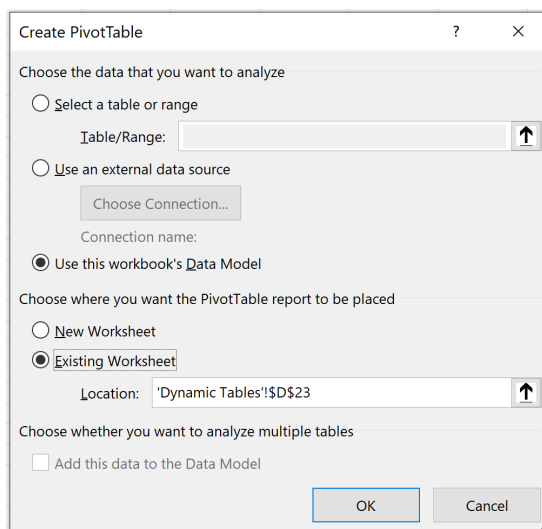 Create PivotTable ? ×
Choose the data that you want to analyze
Select a table or range
Table/Range:
Use an external data source
Choose Connection...
Connection name:
Use this workbook's Data Model
Choose where you want the PivotTable report to be placed
New Worksheet
Existing Worksheet
Location: 'Dynamic Tables'!$D$23
Choose whether you want to analyze multiple tables
Add this data to the Data Model
OK Cancel